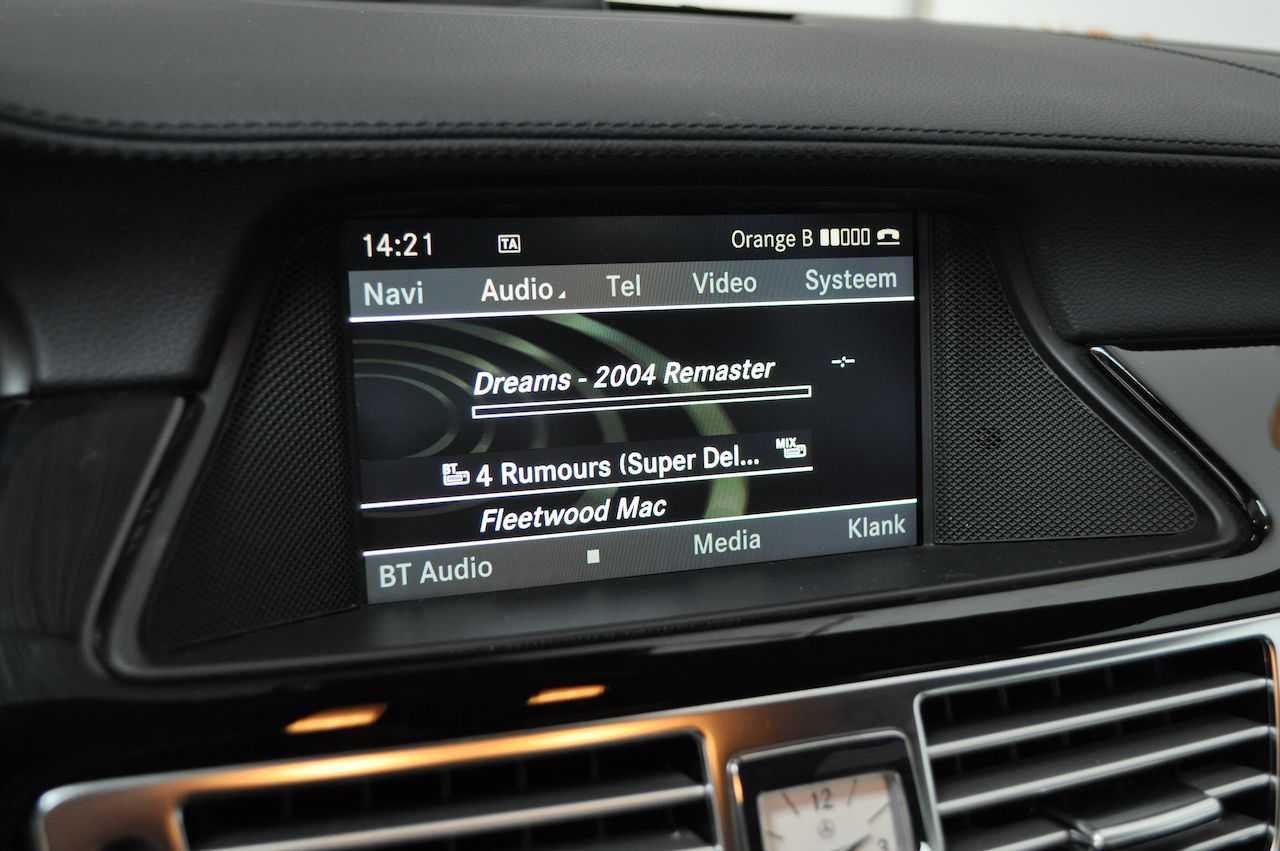 14:21 TA Orange B
Navi Audio Tel Video Systeem
Dreams - 2004 Remaster
BT 4 Rumours (Super Del... MIX
Fleetwood Mac
BT Audio Media Klank
12
3